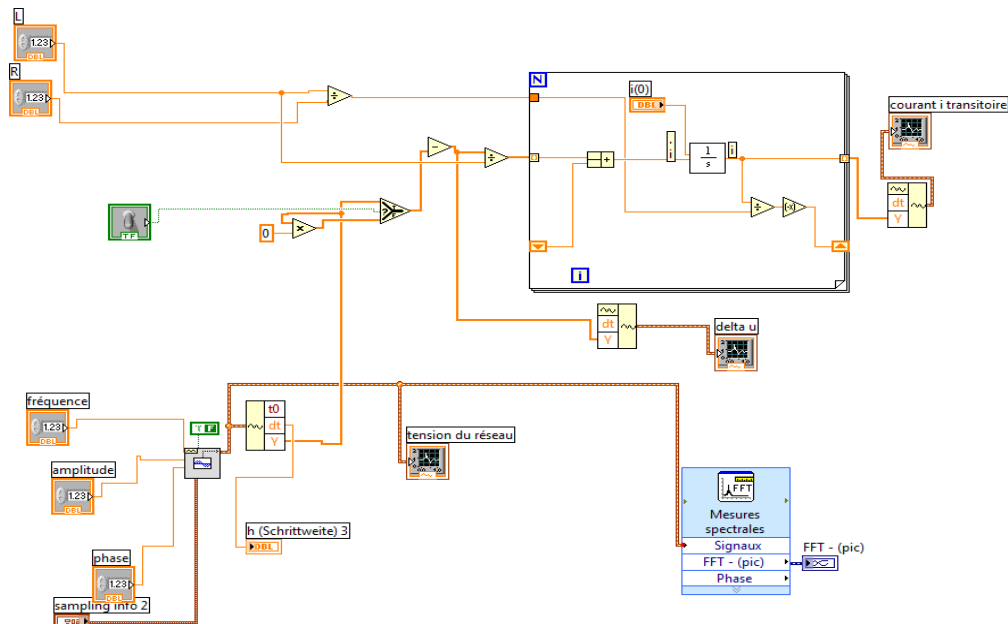 L
1.23
DBL
R
1.23
DBL
÷
N
i(0)
DBL
courant i transitoire
-
÷
+
i
1
s
i
dt
Y
÷
(-x)
T F
0
×
i
dt
Y
delta u
fréquence
1.23
DBL
T F
t0
dt
Y
tension du réseau
amplitude
1.23
DBL
FFT
Mesures
spectrales
h (Schrittweite) 3
DBL
Signaux
FFT - (pic)
FFT - (pic)
phase
1.23
DBL
Phase
sampling info 2